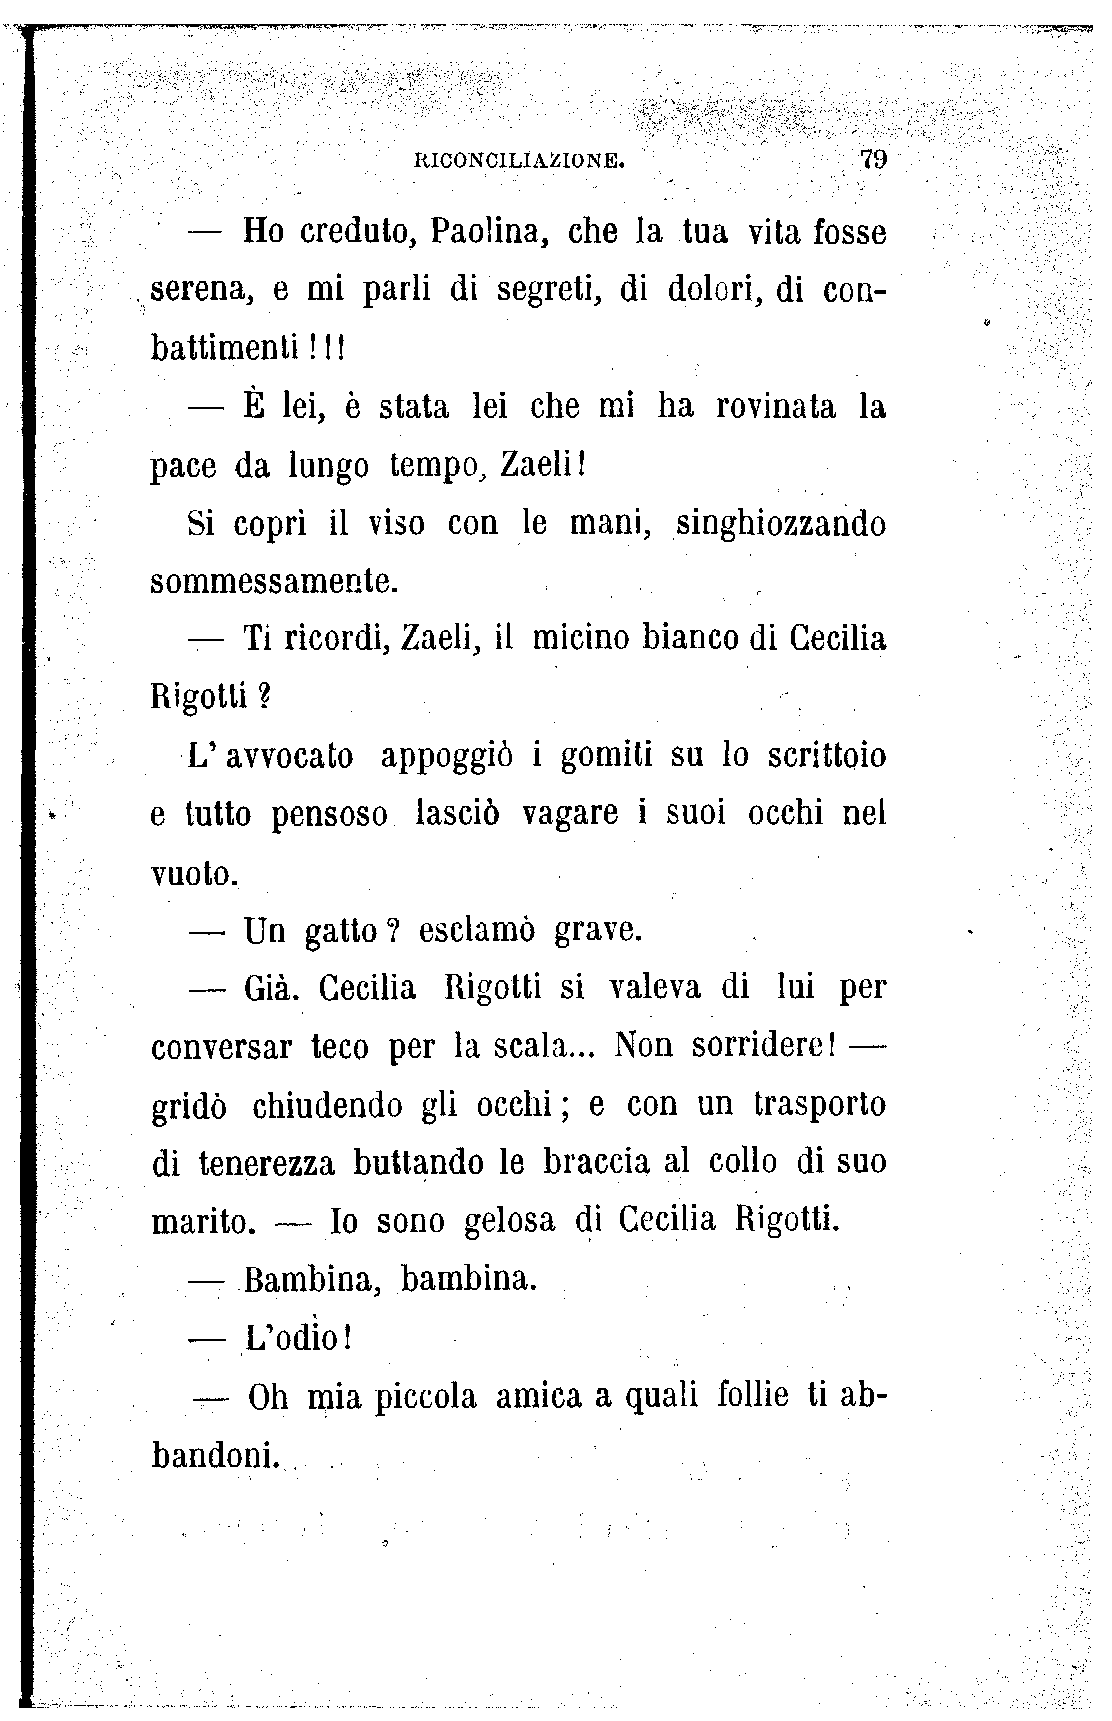 RICONCILIAZIONE. 79
— Ho creduto, Paolina, che la tua vita fosse
serena, e mi parli di segreti, di dolori, di con-
battimenti!!!
— È lei, è stata lei che mi ha rovinata la
pace da lungo tempo, Zaeli!
Si coprì il viso con le mani, singhiozzando
sommessamente.
— Ti ricordi, Zaeli, il micino bianco di Cecilia
Rigotti?
L' avvocato appoggiò i gomiti su lo scrittoio
e tutto pensoso lasciò vagare i suoi occhi nel
vuoto.
— Un gatto? esclamò grave.
— Già. Cecilia Rigotti si valeva di lui per
conversar teco per la scala... Non sorridere! —
gridò chiudendo gli occhi; e con un trasporto
di tenerezza buttando le braccia al collo di suo
marito. — Io sono gelosa di Cecilia Rigotti.
— Bambina, bambina.
— L'odio!
— Oh mia piccola amica a quali follie ti ab-
bandoni.